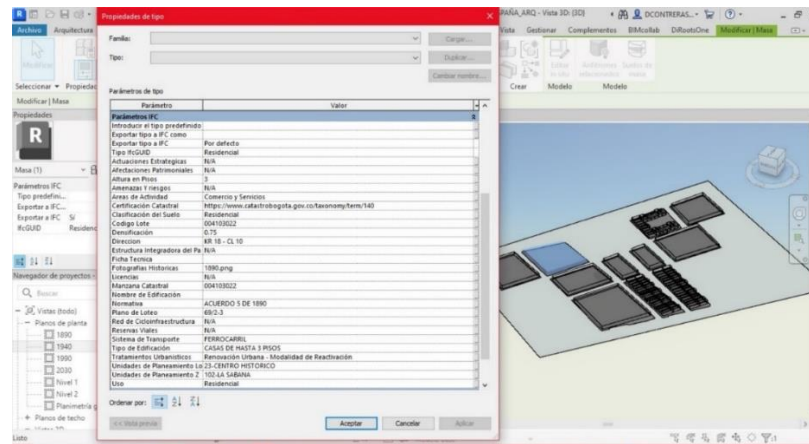 PAÑA_ARQ - Vista 3D: {3D}
DCONTRERAS...
Archivo
Arquitectura
Vista
Gestionar
Complementos
BIMcollab
DiRootsOne
Modificar | Masa
Modificar
Seleccionar
Propiedad
Crear
Modelo
Modelo
Modificar | Masa
Propiedades
R
Masa (1)
Parámetros IFC
Tipo predefini...
Exportar a IFC...
Exportar a IFC Sí
IfcGUID Residenc
Navegador de proyectos -
Buscar
Vistas (todo)
Planos de planta
1890
1940
1990
2030
Nivel 1
Nivel 2
Planimetría g
Planos de techo
Listo
Propiedades de tipo
Familia:
Cargar...
Tipo:
Duplicar...
Cambiar nombre...
Parámetros de tipo
Parámetro Valor
Parámetros IFC
Introducir el tipo predefinido
Exportar tipo a IFC como
Exportar tipo a IFC Por defecto
Tipo IfcGUID Residencial
Actuaciones Estrategicas N/A
Afectaciones Patrimoniales N/A
Altura en Pisos 3
Amenazas Y riesgos N/A
Areas de Actividad Comercio y Servicios
Certificación Catastral https://www.catastrobogota.gov.co/taxonomy/term/140
Clasificación del Suelo Residencial
Codigo Lote 004103022
Densificación 0.75
Direccion KR 18 - CL 10
Estructura Integradora del Pa N/A
Ficha Tecnica
Fotografias Historicas 1890.png
Licencias N/A
Manzana Catastral 004103022
Nombre de Edificación
Normativa ACUERDO 5 DE 1890
Plano de Loteo 69/2-3
Red de Cicloinfraestructura N/A
Reservas Viales N/A
Sistema de Transporte FERROCARRIL
Tipo de Edificación CASAS DE HASTA 3 PISOS
Tratamientos Urbanisticos Renovación Urbana - Modalidad de Reactivación
Unidades de Planeamiento Lo 23-CENTRO HISTORICO
Unidades de Planeamiento Z 102-LA SABANA
Uso Residencial
Ordenar por:
<< Vista previa
Aceptar
Cancelar
Aplicar